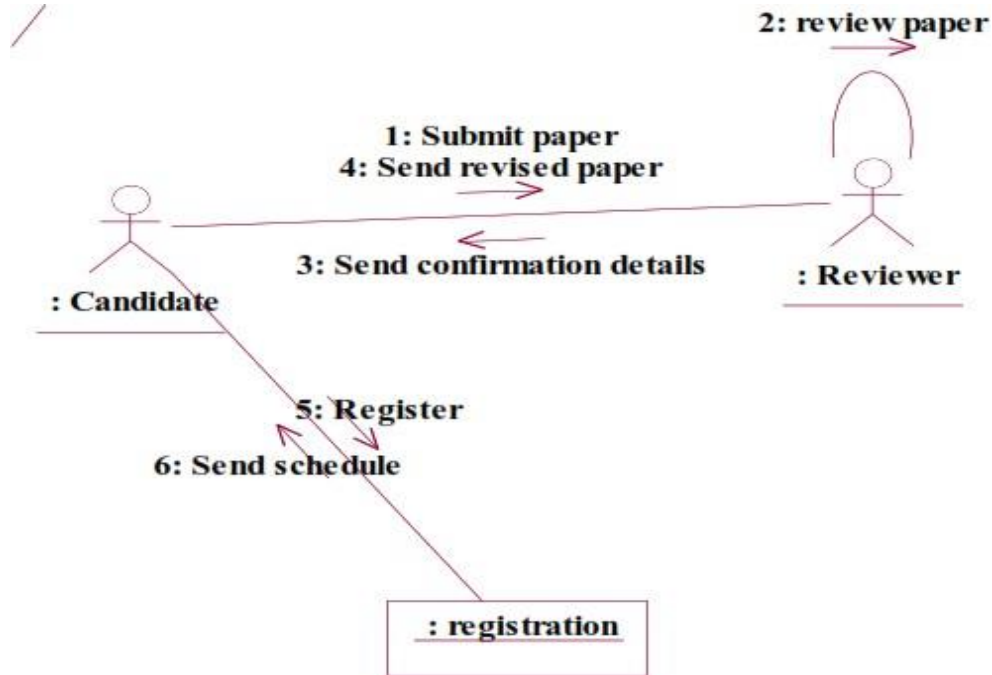 2: review paper
1: Submit paper
4: Send revised paper
3: Send confirmation details
: Reviewer
: Candidate
5: Register
6: Send schedule
: registration